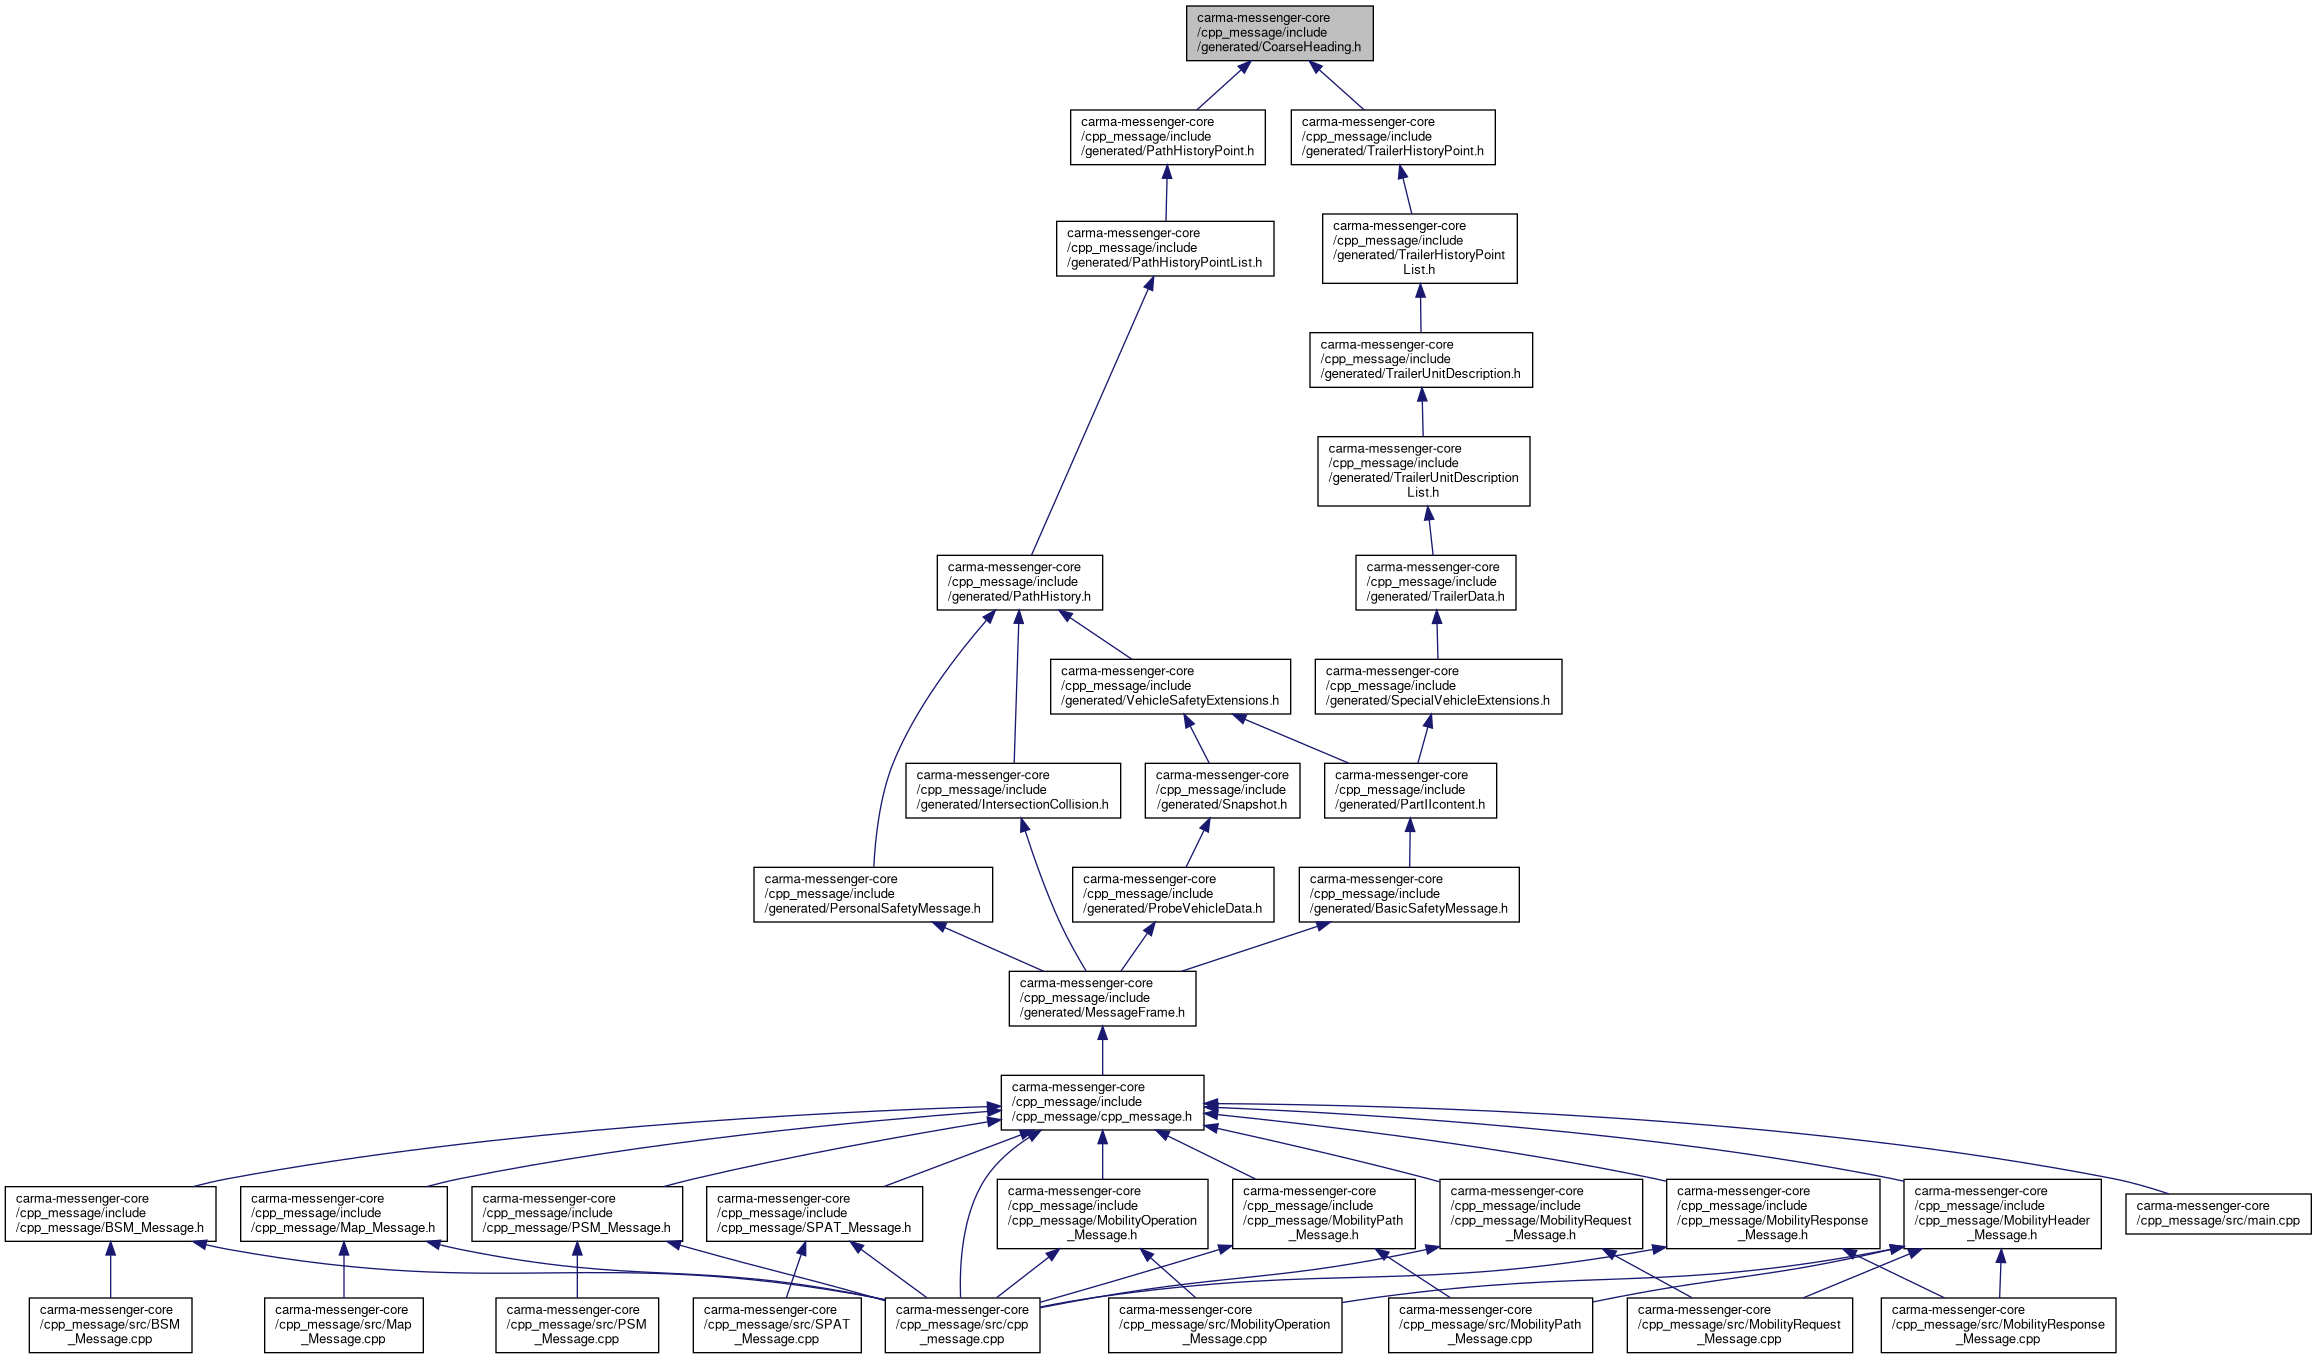 carma-messenger-core
/cpp_message/include
/generated/CoarseHeading.h
carma-messenger-core
/cpp_message/include
/generated/PathHistoryPoint.h
carma-messenger-core
/cpp_message/include
/generated/TrailerHistoryPoint.h
carma-messenger-core
/cpp_message/include
/generated/PathHistoryPointList.h
carma-messenger-core
/cpp_message/include
/generated/TrailerHistoryPoint
List.h
carma-messenger-core
/cpp_message/include
/generated/TrailerUnitDescription.h
carma-messenger-core
/cpp_message/include
/generated/TrailerUnitDescription
List.h
carma-messenger-core
/cpp_message/include
/generated/PathHistory.h
carma-messenger-core
/cpp_message/include
/generated/TrailerData.h
carma-messenger-core
/cpp_message/include
/generated/VehicleSafetyExtensions.h
carma-messenger-core
/cpp_message/include
/generated/SpecialVehicleExtensions.h
carma-messenger-core
/cpp_message/include
/generated/IntersectionCollision.h
carma-messenger-core
/cpp_message/include
/generated/Snapshot.h
carma-messenger-core
/cpp_message/include
/generated/PartIIcontent.h
carma-messenger-core
/cpp_message/include
/generated/PersonalSafetyMessage.h
carma-messenger-core
/cpp_message/include
/generated/ProbeVehicleData.h
carma-messenger-core
/cpp_message/include
/generated/BasicSafetyMessage.h
carma-messenger-core
/cpp_message/include
/generated/MessageFrame.h
carma-messenger-core
/cpp_message/include
/cpp_message/cpp_message.h
carma-messenger-core
/cpp_message/include
/cpp_message/BSM_Message.h
carma-messenger-core
/cpp_message/include
/cpp_message/Map_Message.h
carma-messenger-core
/cpp_message/include
/cpp_message/PSM_Message.h
carma-messenger-core
/cpp_message/include
/cpp_message/SPAT_Message.h
carma-messenger-core
/cpp_message/include
/cpp_message/MobilityOperation
_Message.h
carma-messenger-core
/cpp_message/include
/cpp_message/MobilityPath
_Message.h
carma-messenger-core
/cpp_message/include
/cpp_message/MobilityRequest
_Message.h
carma-messenger-core
/cpp_message/include
/cpp_message/MobilityResponse
_Message.h
carma-messenger-core
/cpp_message/include
/cpp_message/MobilityHeader
_Message.h
carma-messenger-core
/cpp_message/src/main.cpp
carma-messenger-core
/cpp_message/src/BSM
_Message.cpp
carma-messenger-core
/cpp_message/src/Map
_Message.cpp
carma-messenger-core
/cpp_message/src/PSM
_Message.cpp
carma-messenger-core
/cpp_message/src/SPAT
_Message.cpp
carma-messenger-core
/cpp_message/src/cpp
_message.cpp
carma-messenger-core
/cpp_message/src/MobilityOperation
_Message.cpp
carma-messenger-core
/cpp_message/src/MobilityPath
_Message.cpp
carma-messenger-core
/cpp_message/src/MobilityRequest
_Message.cpp
carma-messenger-core
/cpp_message/src/MobilityResponse
_Message.cpp